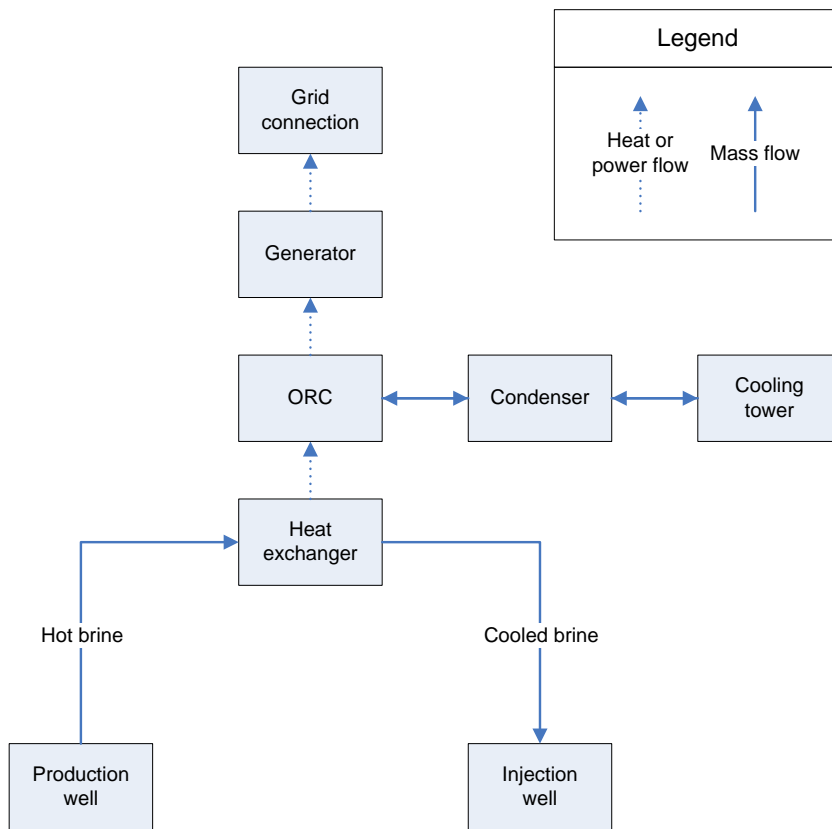 Legend
Heat or
power flow
Mass flow
Grid
connection
Generator
ORC
Condenser
Cooling
tower
Heat
exchanger
Hot brine
Cooled brine
Production
well
Injection
well